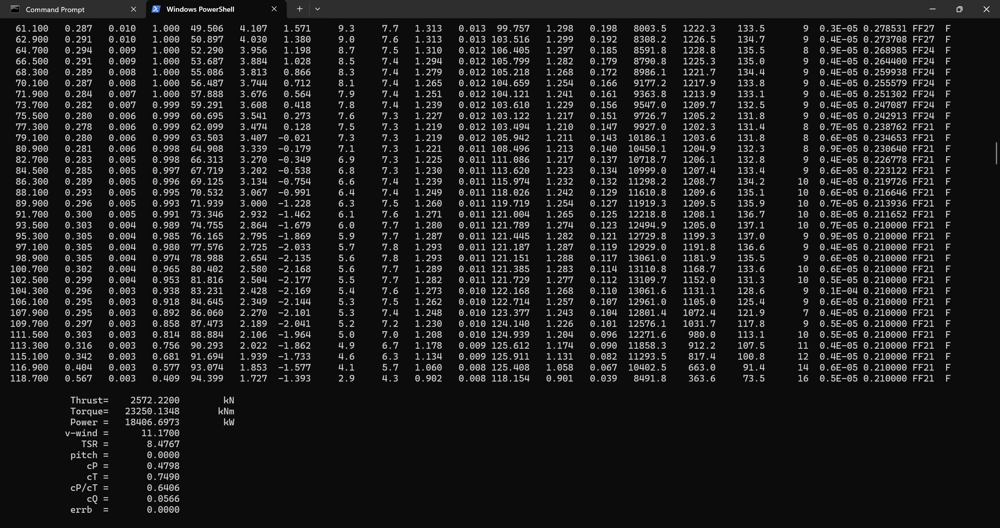 Command Prompt
Windows PowerShell
61.100 0.287 0.010 1.000 49.506 4.107 1.571 9.3 7.7 1.313 0.013 99.757 1.298 0.198 8003.5 1222.3 133.5 9 0.3E-05 0.278531 FF27 F
62.900 0.291 0.010 1.000 50.897 4.030 1.380 9.0 7.6 1.313 0.013 103.516 1.299 0.192 8308.2 1226.5 134.7 9 0.4E-05 0.273708 FF27 F
64.700 0.294 0.009 1.000 52.290 3.956 1.198 8.7 7.5 1.310 0.012 106.405 1.297 0.185 8591.8 1228.8 135.5 8 0.9E-05 0.268985 FF24 F
66.500 0.291 0.009 1.000 53.687 3.884 1.028 8.5 7.4 1.294 0.012 105.799 1.282 0.179 8790.8 1225.3 135.0 9 0.4E-05 0.264400 FF24 F
68.300 0.289 0.008 1.000 55.086 3.813 0.866 8.3 7.4 1.279 0.012 105.218 1.268 0.172 8986.1 1221.7 134.4 9 0.4E-05 0.259938 FF24 F
70.100 0.287 0.008 1.000 56.487 3.744 0.712 8.1 7.4 1.265 0.012 104.659 1.254 0.166 9177.2 1217.9 133.8 9 0.4E-05 0.255579 FF24 F
71.900 0.284 0.007 1.000 57.888 3.676 0.564 7.9 7.4 1.251 0.012 104.121 1.241 0.161 9363.8 1213.9 133.1 9 0.4E-05 0.251302 FF24 F
73.700 0.282 0.007 0.999 59.291 3.608 0.418 7.8 7.4 1.239 0.012 103.610 1.229 0.156 9547.0 1209.7 132.5 9 0.4E-05 0.247087 FF24 F
75.500 0.280 0.006 0.999 60.695 3.541 0.273 7.6 7.3 1.227 0.012 103.122 1.217 0.151 9726.7 1205.2 131.8 9 0.4E-05 0.242913 FF24 F
77.300 0.278 0.006 0.999 62.099 3.474 0.128 7.5 7.3 1.219 0.012 103.494 1.210 0.147 9927.0 1202.3 131.4 8 0.7E-05 0.238762 FF21 F
79.100 0.280 0.006 0.999 63.503 3.407 -0.021 7.3 7.3 1.219 0.012 105.942 1.211 0.143 10186.1 1203.6 131.8 8 0.6E-05 0.234653 FF21 F
80.900 0.281 0.006 0.998 64.908 3.339 -0.179 7.1 7.3 1.221 0.011 108.496 1.213 0.140 10450.1 1204.9 132.3 8 0.9E-05 0.230640 FF21 F
82.700 0.283 0.005 0.998 66.313 3.270 -0.349 6.9 7.3 1.225 0.011 111.086 1.217 0.137 10718.7 1206.1 132.8 9 0.4E-05 0.226778 FF21 F
84.500 0.285 0.005 0.997 67.719 3.202 -0.538 6.8 7.3 1.230 0.011 113.620 1.223 0.134 10999.0 1207.4 133.4 9 0.6E-05 0.223122 FF21 F
86.300 0.289 0.005 0.996 69.125 3.134 -0.754 6.6 7.4 1.239 0.011 115.974 1.232 0.132 11298.2 1208.7 134.2 10 0.4E-05 0.219726 FF21 F
88.100 0.293 0.005 0.995 70.532 3.067 -0.991 6.4 7.4 1.249 0.011 118.026 1.242 0.129 11610.8 1209.6 135.1 10 0.6E-05 0.216646 FF21 F
89.900 0.296 0.005 0.993 71.939 3.000 -1.228 6.3 7.5 1.260 0.011 119.719 1.254 0.127 11919.3 1209.5 135.9 10 0.7E-05 0.213936 FF21 F
91.700 0.300 0.005 0.991 73.346 2.932 -1.462 6.1 7.6 1.271 0.011 121.004 1.265 0.125 12218.8 1208.1 136.7 10 0.8E-05 0.211652 FF21 F
93.500 0.303 0.004 0.989 74.755 2.864 -1.679 6.0 7.7 1.280 0.011 121.789 1.274 0.123 12494.9 1205.0 137.1 10 0.7E-05 0.210000 FF21 F
95.300 0.305 0.004 0.985 76.165 2.795 -1.869 5.9 7.7 1.287 0.011 121.445 1.282 0.121 12729.8 1199.3 137.0 9 0.9E-05 0.210000 FF21 F
97.100 0.305 0.004 0.980 77.576 2.725 -2.033 5.7 7.8 1.293 0.011 121.187 1.287 0.119 12929.0 1191.8 136.6 9 0.4E-05 0.210000 FF21 F
98.900 0.305 0.004 0.974 78.988 2.654 -2.135 5.6 7.8 1.293 0.011 121.151 1.288 0.117 13061.0 1181.9 135.5 9 0.6E-05 0.210000 FF21 F
100.700 0.302 0.004 0.965 80.402 2.580 -2.168 5.6 7.7 1.289 0.011 121.385 1.283 0.114 13110.8 1168.7 133.6 10 0.6E-05 0.210000 FF21 F
102.500 0.299 0.004 0.953 81.816 2.504 -2.177 5.5 7.7 1.282 0.011 121.729 1.277 0.112 13109.7 1152.0 131.3 10 0.5E-05 0.210000 FF21 F
104.300 0.296 0.003 0.938 83.231 2.428 -2.169 5.4 7.6 1.273 0.010 122.168 1.268 0.110 13061.6 1131.1 128.6 9 0.1E-04 0.210000 FF21 F
106.100 0.295 0.003 0.918 84.645 2.349 -2.144 5.3 7.5 1.262 0.010 122.714 1.257 0.107 12961.0 1105.0 125.4 9 0.6E-05 0.210000 FF21 F
107.900 0.295 0.003 0.892 86.060 2.270 -2.101 5.3 7.4 1.248 0.010 123.377 1.243 0.104 12801.4 1072.4 121.9 7 0.4E-05 0.210000 FF21 F
109.700 0.297 0.003 0.858 87.473 2.189 -2.041 5.2 7.2 1.230 0.010 124.140 1.226 0.101 12576.1 1031.7 117.8 9 0.5E-05 0.210000 FF21 F
111.500 0.303 0.003 0.814 88.884 2.106 -1.964 5.0 7.0 1.208 0.010 124.939 1.204 0.096 12271.6 980.0 113.1 10 0.5E-05 0.210000 FF21 F
113.300 0.316 0.003 0.756 90.293 2.022 -1.862 4.9 6.7 1.178 0.009 125.612 1.174 0.090 11858.3 912.2 107.5 11 0.4E-05 0.210000 FF21 F
115.100 0.342 0.003 0.681 91.694 1.939 -1.733 4.6 6.3 1.134 0.009 125.911 1.131 0.082 11293.5 817.4 100.8 12 0.4E-05 0.210000 FF21 F
116.900 0.404 0.003 0.577 93.074 1.853 -1.577 4.1 5.7 1.060 0.008 125.408 1.058 0.067 10402.5 663.0 91.4 14 0.6E-05 0.210000 FF21 F
118.700 0.567 0.003 0.409 94.399 1.727 -1.393 2.9 4.3 0.902 0.008 118.154 0.901 0.039 8491.8 363.6 73.5 16 0.5E-05 0.210000 FF21 F
Thrust= 2572.2200 kN
Torque= 23250.1348 kNm
Power = 18406.6973 kW
v-wind = 11.1700
TSR = 8.4767
pitch = 0.0000
cP = 0.4798
cT = 0.7490
cP/cT = 0.6406
cQ = 0.0566
errb = 0.0000